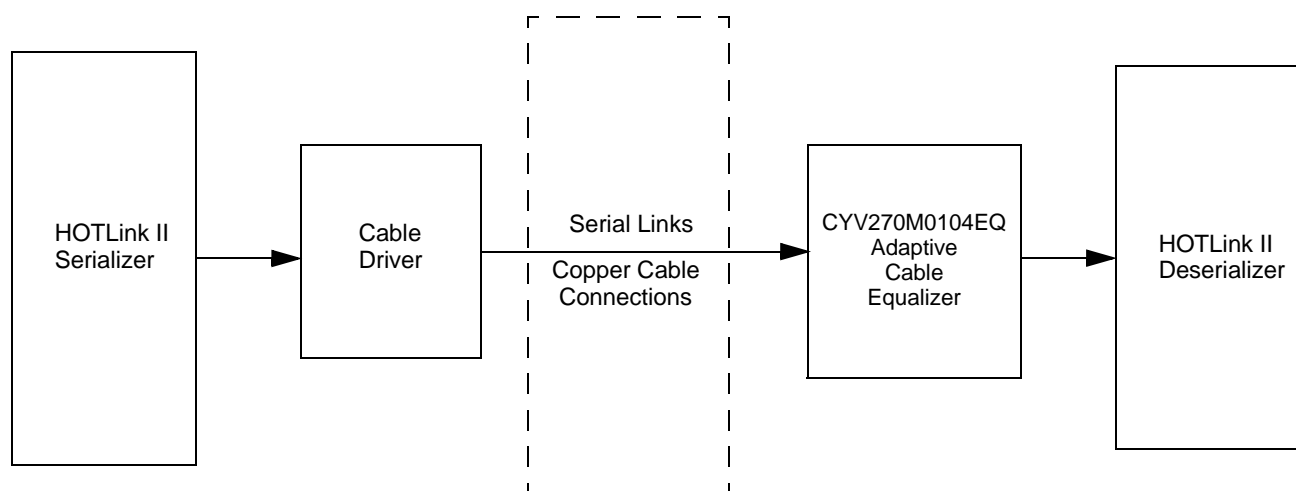 HOTLink II
Serializer
Cable
Driver
Serial Links
Copper Cable
Connections
CYV270M0104EQ
Adaptive
Cable
Equalizer
HOTLink II
Deserializer